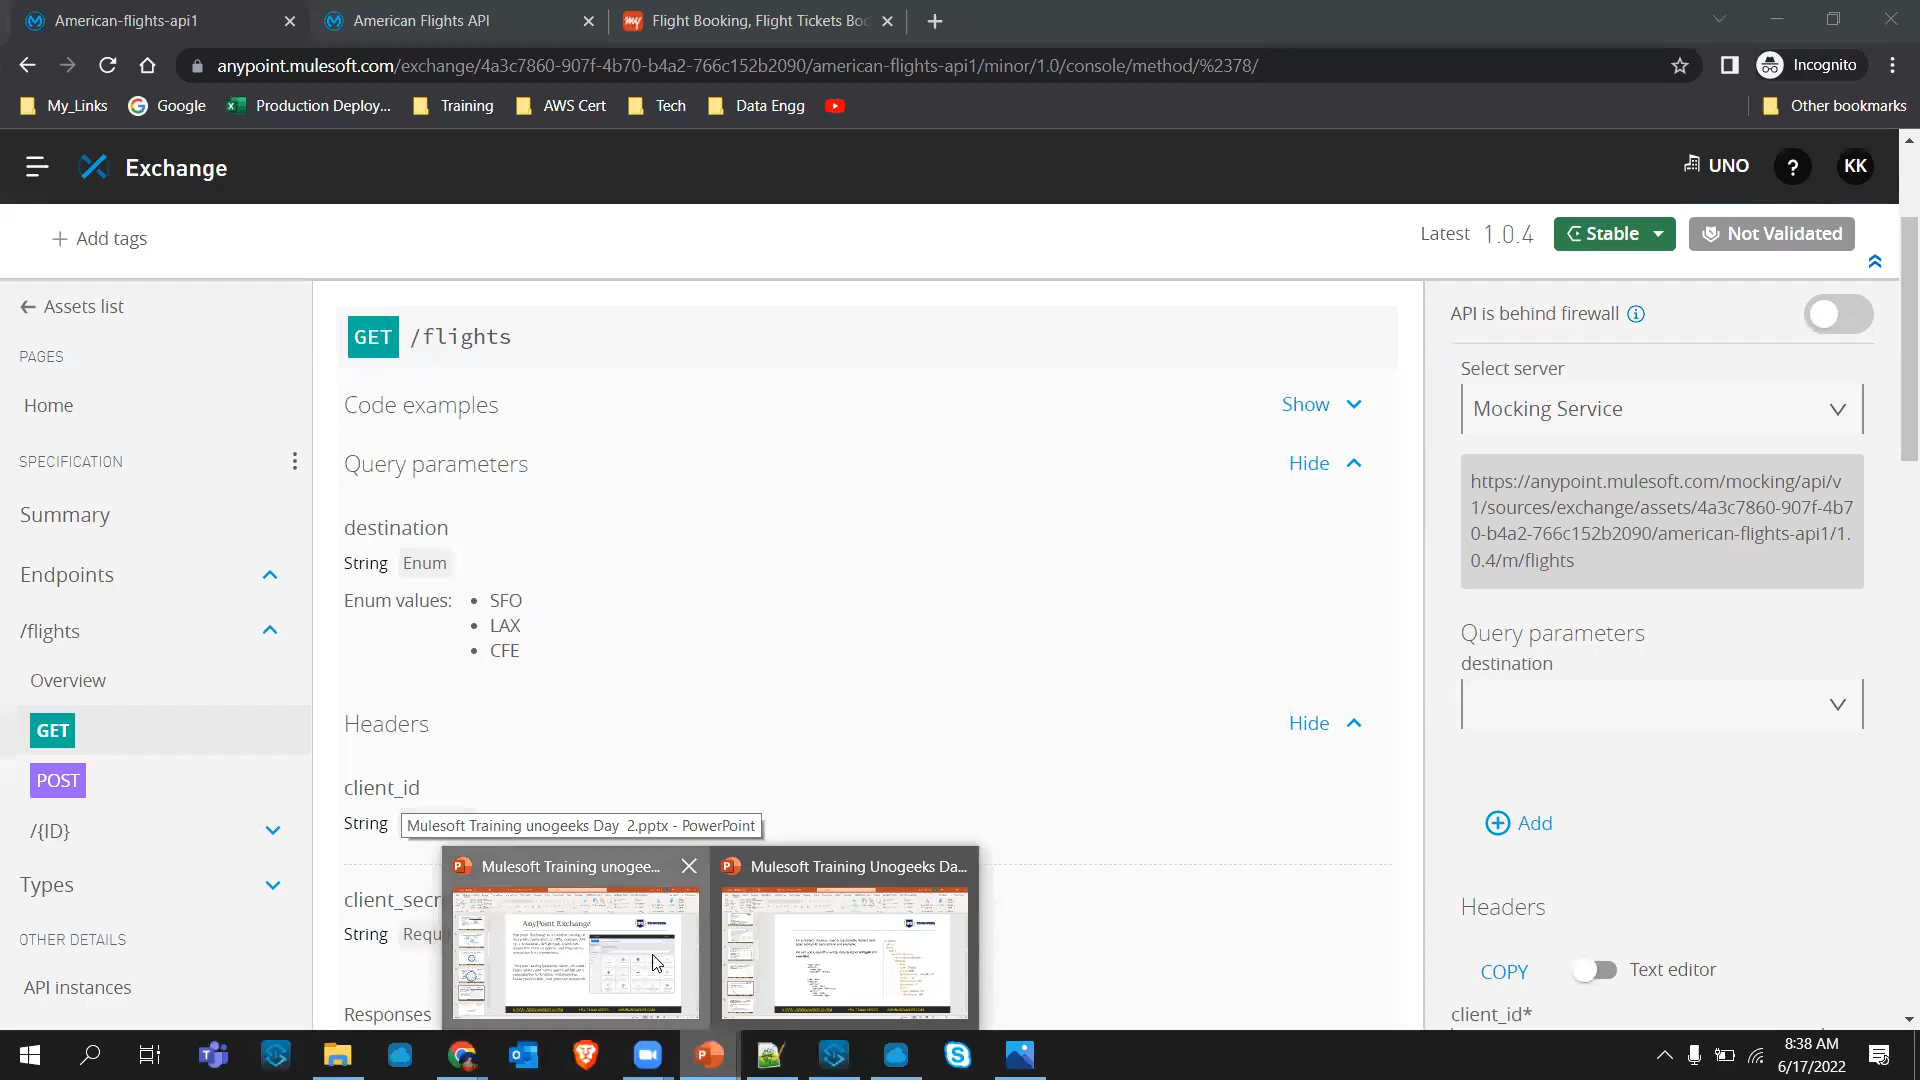 American-flights-api1
American Flights API
Flight Booking, Flight Tickets Boo
anypoint.mulesoft.com/exchange/4a3c7860-907f-4b70-b4a2-766c152b2090/american-flights-api1/minor/1.0/console/method/%2378/
Incognito
My_Links
Google
Production Deploy...
Training
AWS Cert
Tech
Data Engg
Other bookmarks
Exchange
UNO
?
KK
Add tags
Latest 1.0.4
Stable
Not Validated
Assets list
PAGES
Home
SPECIFICATION
Summary
Endpoints
/flights
Overview
GET
POST
/{ID}
Types
OTHER DETAILS
API instances
GET /flights
Code examples
Show
Query parameters
Hide
destination
String Enum
Enum values:
SFO
LAX
CFE
Headers
Hide
client_id
String
Mulesoft Training unogeeks Day 2.pptx - PowerPoint
client_secr
String Requ
Responses
Mulesoft Training unogee...
Mulesoft Training Unogeeks Da...
AnyPoint Exchange
API is behind firewall
Select server
Mocking Service
https://anypoint.mulesoft.com/mocking/api/v
1/sources/exchange/assets/4a3c7860-907f-4b7
0-b4a2-766c152b2090/american-flights-api1/1.
0.4/m/flights
Query parameters
destination
Add
Headers
COPY
Text editor
client_id*
8:38 AM
6/17/2022